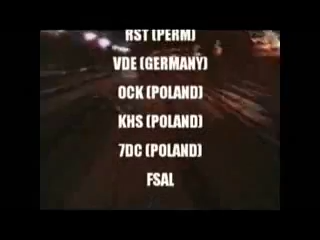 RST (PERM)
VDE (GERMANY)
OCK (POLAND)
KHS (POLAND)
7DC (POLAND)
FSAL